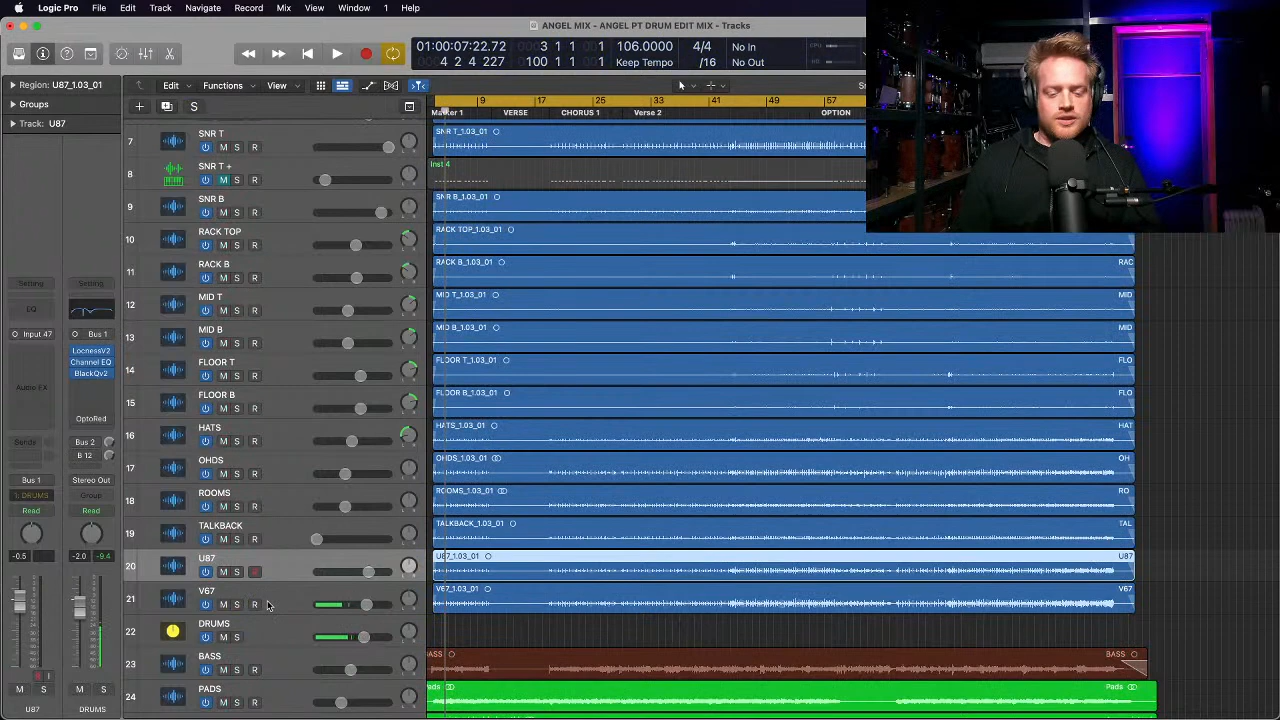 Logic Pro File Edit Track Navigate Record Mix View Window 1 Help
ANGEL MIX - ANGEL PT DRUM EDIT MIX - Tracks
01:00:07:22.72 3 1 1 1 106.0000 4/4 No In
4 2 4 227 100 1 1 1 Keep Tempo /16 No Out
CPU
HD
Region: U87_1.03_01 Edit Functions View
Groups 9 17 25 33 41 49 57
Marker 1 VERSE CHORUS 1 Verse 2 OPTION
Track: U87
7 SNR T M S R SNR T_1.03_01
8 SNR T + M S R Inst 4
9 SNR B M S R SNR B_1.03_01
10 RACK TOP M S R RACK TOP_1.03_01
11 RACK B M S R RACK B_1.03_01 RAC
Setting Setting
12 MID T M S R MID T_1.03_01 MID
EQ
13 MID B M S R MID B_1.03_01 MID
Input 47 Bus 1
LocnessV2
Channel EQ
BlackQv2
14 FLOOR T M S R FLOOR T_1.03_01 FLO
Audio FX
15 FLOOR B M S R FLOOR B_1.03_01 FLO
OptoRed
16 HATS M S R HATS_1.03_01 HAT
Sends Bus 2
B 12
17 OHDS M S R OHDS_1.03_01 OH
Bus 1 Stereo Out
1: DRUMS Group
18 ROOMS M S R ROOMS_1.03_01 RO
Read Read
19 TALKBACK M S R TALKBACK_1.03_01 TAL
-0.5 -2.0 -9.4
20 U87 M S R U87_1.03_01 U87
21 V67 M S R V67_1.03_01 V67
22 DRUMS M S
23 BASS M S BASS BASS
24 PADS M S Pads Pads
M S M S
U87 DRUMS